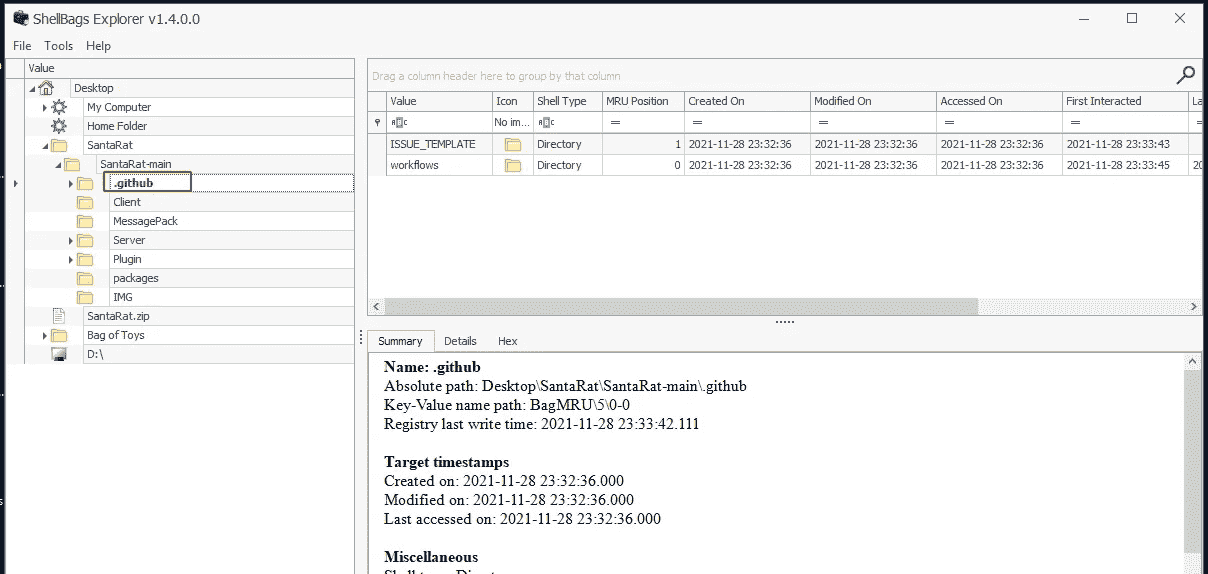 ShellBags Explorer v1.4.0.0
File Tools Help
Value
Desktop
My Computer
Home Folder
SantaRat
SantaRat-main
.github
Client
MessagePack
Server
Plugin
packages
IMG
SantaRat.zip
Bag of Toys
D:\
Drag a column header here to group by that column
Value Icon Shell Type MRU Position Created On Modified On Accessed On First Interacted La
No im...
ISSUE_TEMPLATE Directory 1 2021-11-28 23:32:36 2021-11-28 23:32:36 2021-11-28 23:32:36 2021-11-28 23:33:43
workflows Directory 0 2021-11-28 23:32:36 2021-11-28 23:32:36 2021-11-28 23:32:36 2021-11-28 23:33:45 20
Summary Details Hex
Name: .github
Absolute path: Desktop\SantaRat\SantaRat-main\.github
Key-Value name path: BagMRU\5\0-0
Registry last write time: 2021-11-28 23:33:42.111
Target timestamps
Created on: 2021-11-28 23:32:36.000
Modified on: 2021-11-28 23:32:36.000
Last accessed on: 2021-11-28 23:32:36.000
Miscellaneous